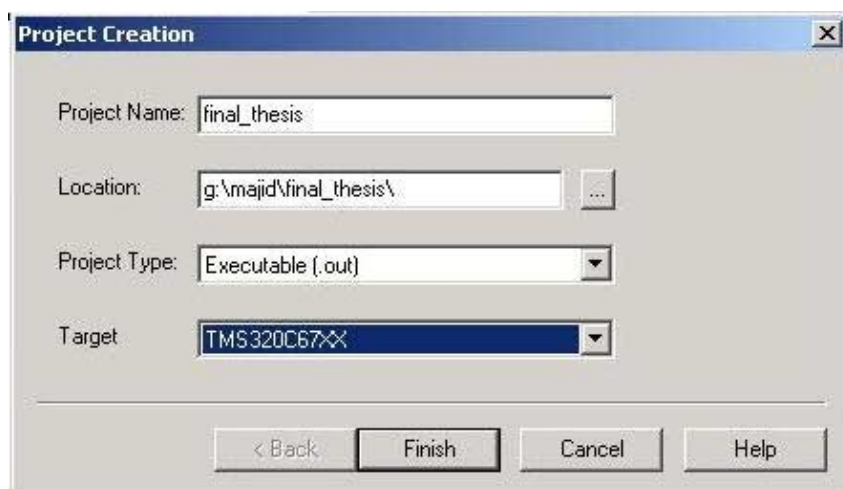 Project Creation
Project Name: final_thesis
Location: g:\majid\final_thesis\ ...
Project Type: Executable (.out)
Target TMS320C67XX
< Back Finish Cancel Help